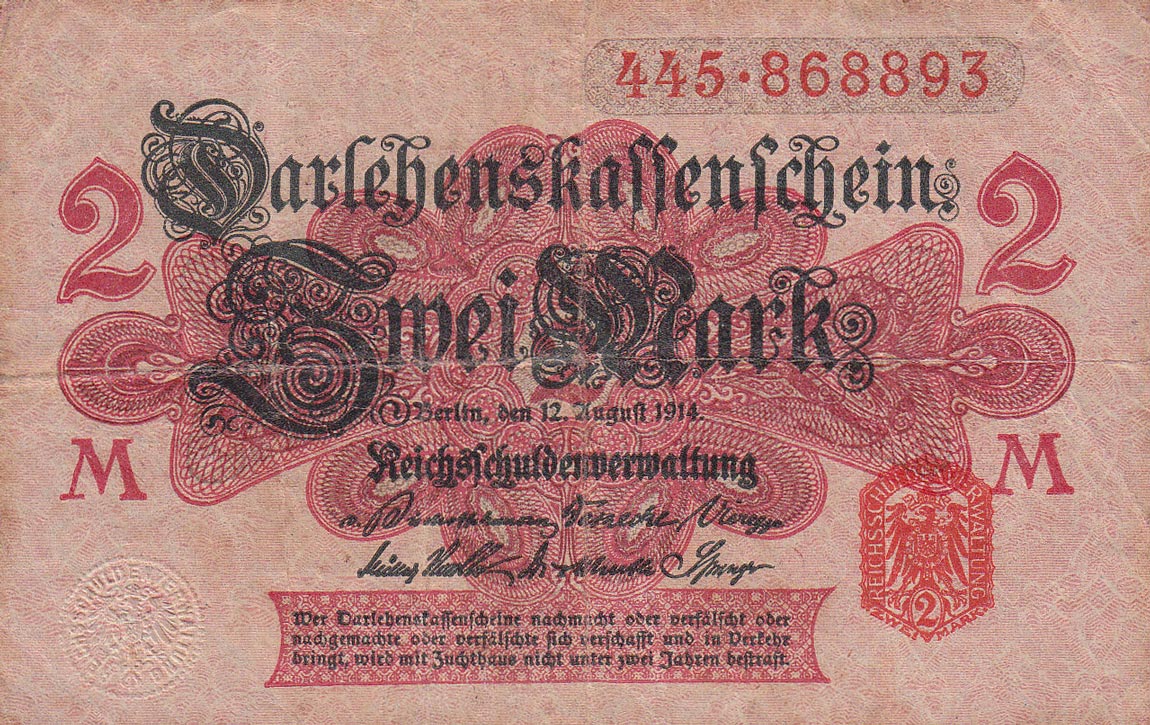 445·868893
Darlehenskassenschein
2 2
Zwei Mark
Berlin, den 12. August 1914.
Reichsschuldenverwaltung
M M
REICHSSCHULDENVERWALTUNG
2
ZWEI MARK
Wer Darlehenskassenscheine nachmacht oder verfälscht oder
nachgemachte oder verfälschte sich verschafft und in Verkehr
bringt, wird mit Zuchthaus nicht unter zwei Jahren bestraft.